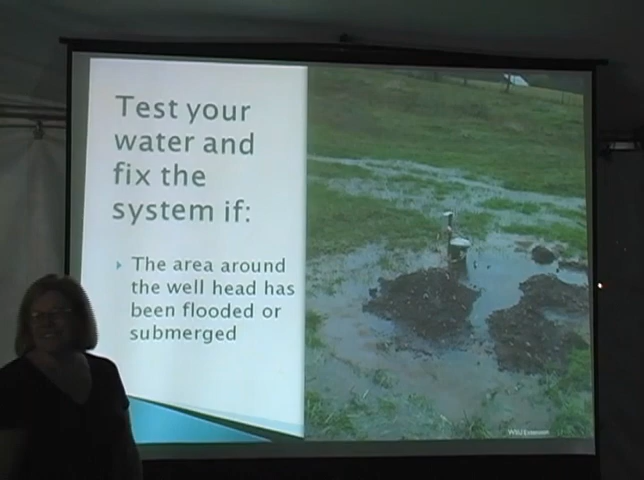 Test your
water and
fix the
system if:
The area around
the well head has
been flooded or
submerged
WSU Extension